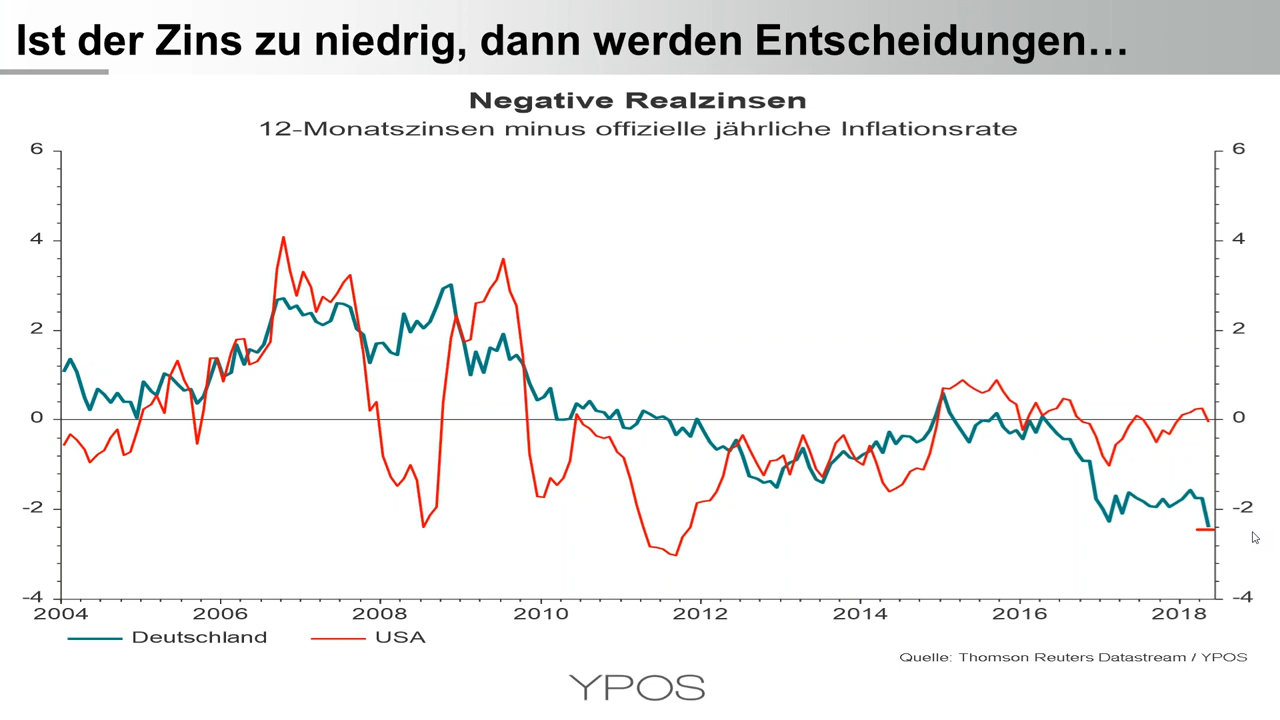 Ist der Zins zu niedrig, dann werden Entscheidungen…
Negative Realzinsen
12-Monatszinsen minus offizielle jährliche Inflationsrate
6 6
4 4
2 2
0 0
-2 -2
-4 -4
2004 2006 2008 2010 2012 2014 2016 2018
Deutschland USA
Quelle: Thomson Reuters Datastream / YPOS
YPOS